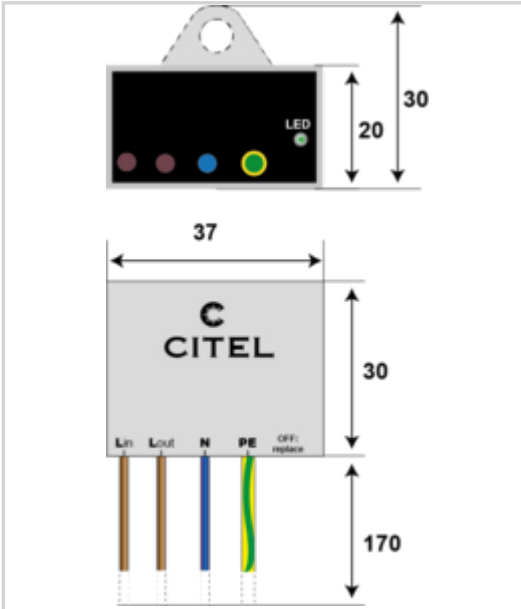 LED
20
30
37
C
CITEL
30
Lin Lout N PE OFF:
replace
170